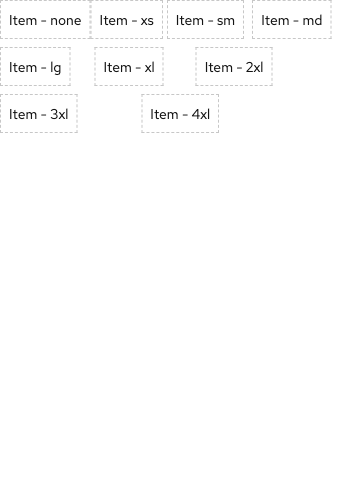 Item - none Item - xs Item - sm Item - md
Item - lg Item - xl Item - 2xl
Item - 3xl Item - 4xl